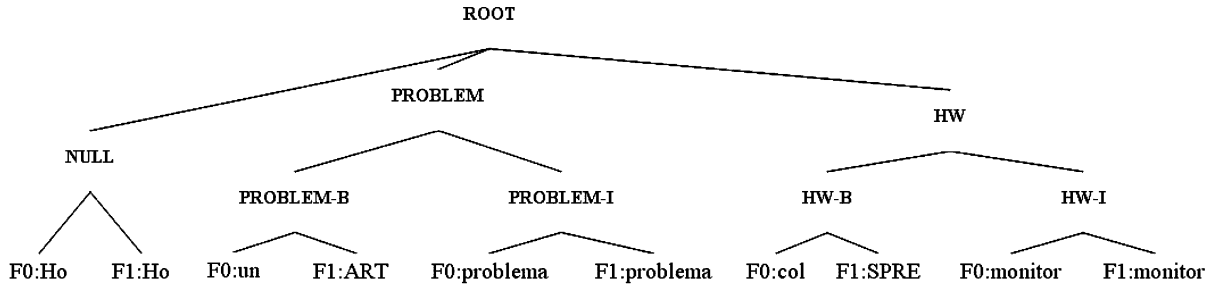 ROOT
PROBLEM
HW
NULL
PROBLEM-B PROBLEM-I HW-B HW-I
F0:Ho F1:Ho F0:un F1:ART F0:problema F1:problema F0:col F1:SPRE F0:monitor F1:monitor